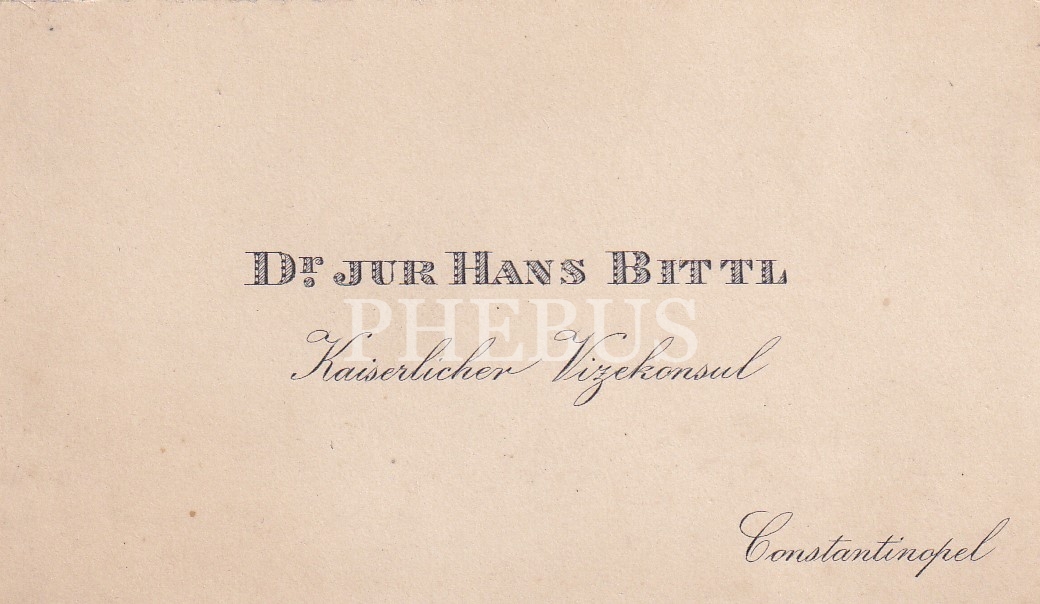 Dr. JUR HANS BITTL
PHEBUS
Kaiserlicher Vizekonsul
Constantinopel